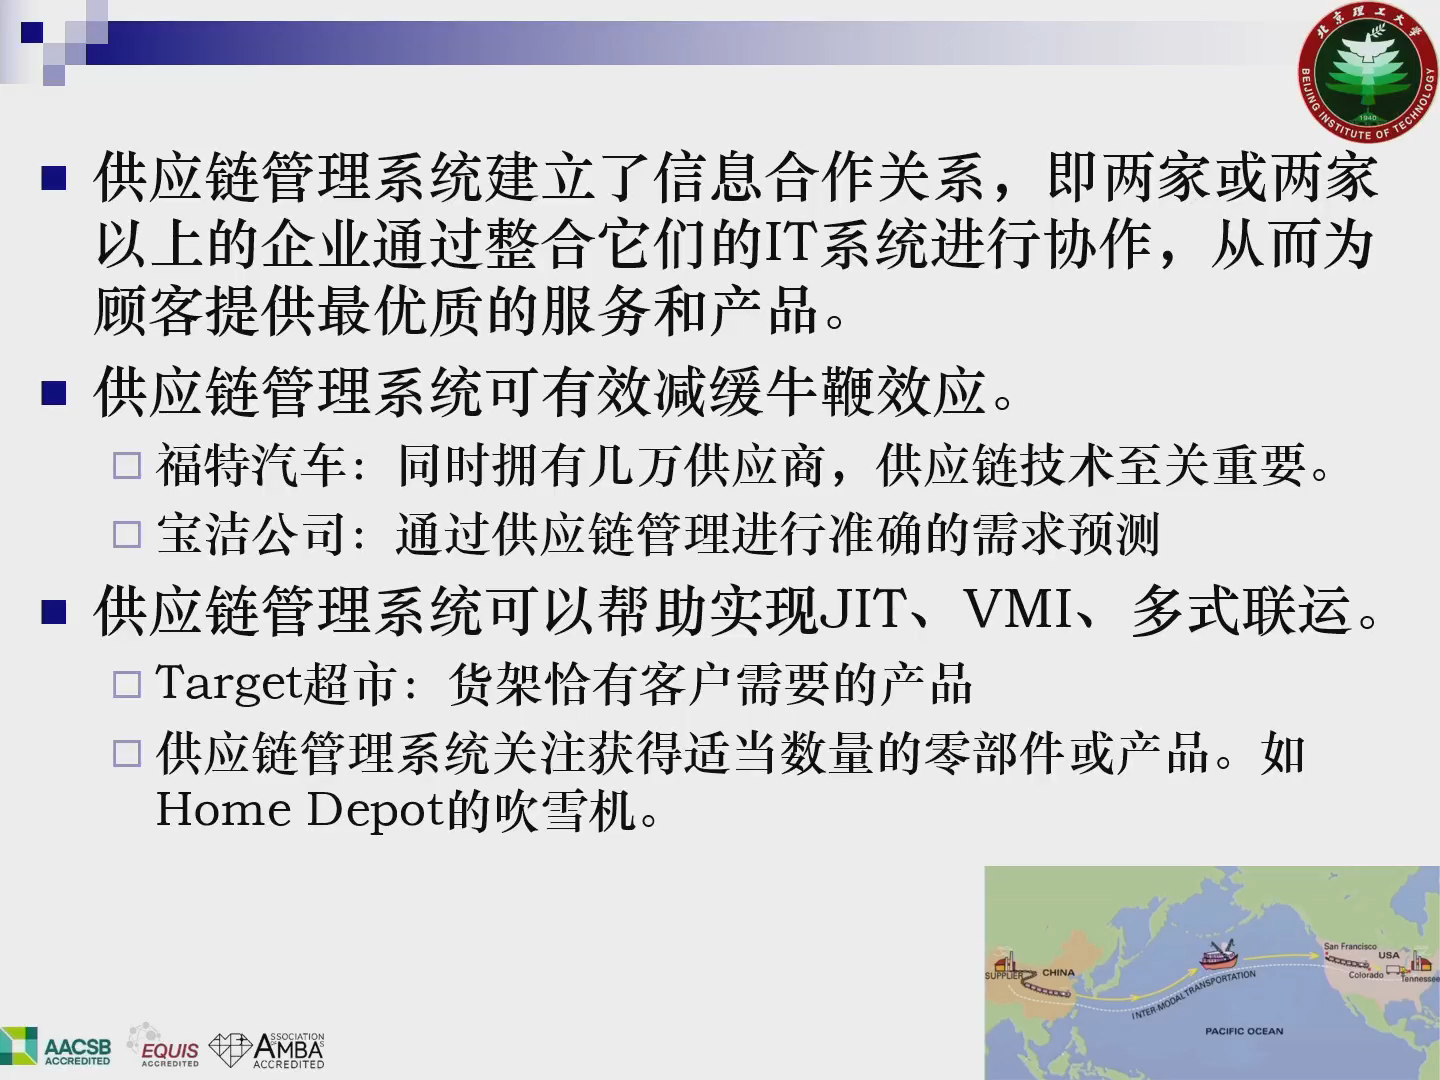 北京理工大学
BEIJING INSTITUTE OF TECHNOLOGY
1940
供应链管理系统建立了信息合作关系，即两家或两家
以上的企业通过整合它们的IT系统进行协作，从而为
顾客提供最优质的服务和产品。
供应链管理系统可有效减缓牛鞭效应。
福特汽车：同时拥有几万供应商，供应链技术至关重要。
宝洁公司：通过供应链管理进行准确的需求预测
供应链管理系统可以帮助实现JIT、VMI、多式联运。
Target超市：货架恰有客户需要的产品
供应链管理系统关注获得适当数量的零部件或产品。如
Home Depot的吹雪机。
SUPPLIER
CHINA
INTER-MODAL TRANSPORTATION
San Francisco
USA
Colorado
Tennessee
PACIFIC OCEAN
AACSB
ACCREDITED
EQUIS
ACCREDITED
ASSOCIATION
OF
AMBA
ACCREDITED